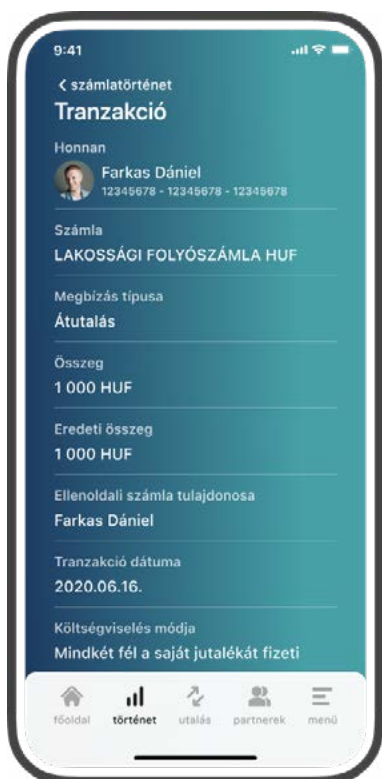 9:41
< számlatörténet
Tranzakció
Honnan
Farkas Dániel
12345678 - 12345678 - 12345678
Számla
LAKOSSÁGI FOLYÓSZÁMLA HUF
Megbízás típusa
Átutalás
Összeg
1 000 HUF
Eredeti összeg
1 000 HUF
Ellenoldali számla tulajdonosa
Farkas Dániel
Tranzakció dátuma
2020.06.16.
Költségviselés módja
Mindkét fél a saját jutalékát fizeti
főoldal történet utalás partnerek menü